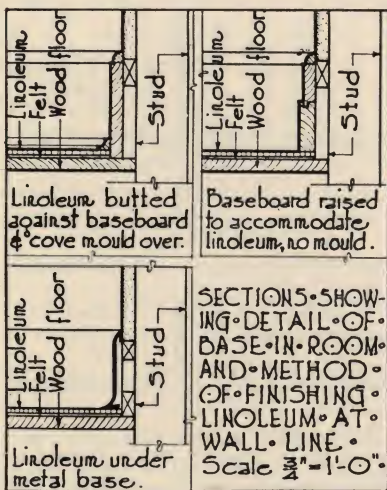 Linoleum
Felt
Wood floor
Stud
Linoleum butted
against baseboard
& cove mould over.
Linoleum
Felt
Wood floor
Stud
Baseboard raised
to accommodate
linoleum, no mould.
Linoleum
Felt
Wood floor
Stud
Linoleum under
metal base.
SECTIONS•SHOW-
ING•DETAIL•OF•
BASE•IN•ROOM•
AND•METHOD•
OF•FINISHING•
LINOLEUM•AT•
WALL•LINE•
Scale ¾"=1'-0"•